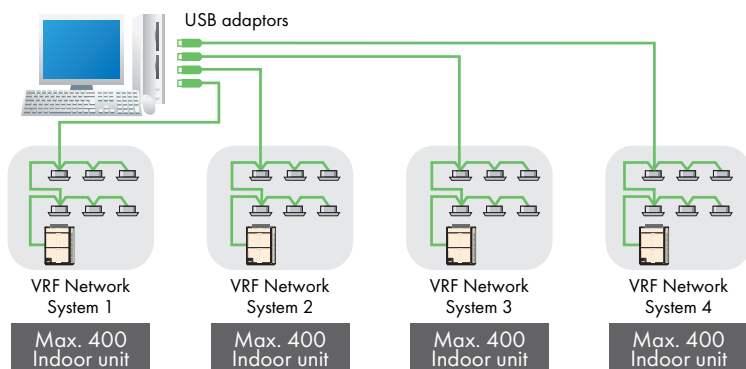 USB adaptors
VRF Network
System 1
VRF Network
System 2
VRF Network
System 3
VRF Network
System 4
Max. 400
Indoor unit
Max. 400
Indoor unit
Max. 400
Indoor unit
Max. 400
Indoor unit